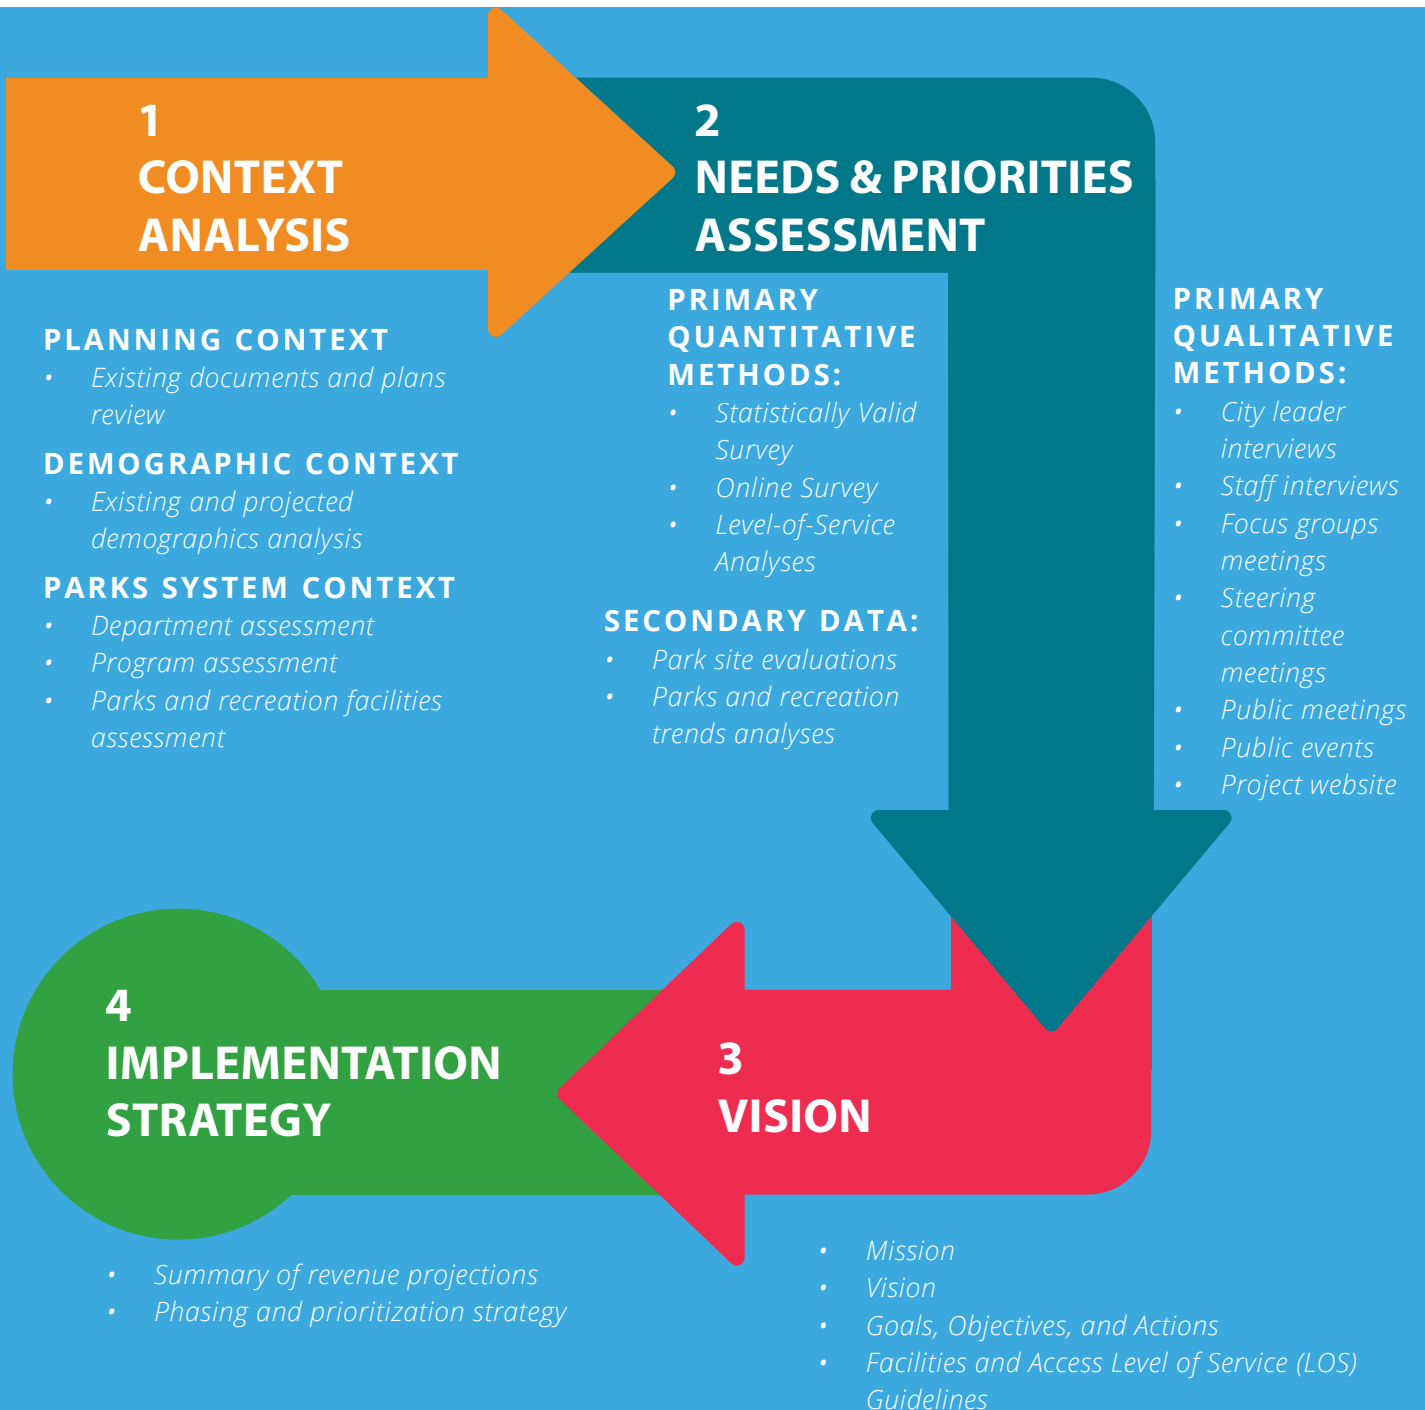 1
CONTEXT
ANALYSIS
PLANNING CONTEXT
• Existing documents and plans
review
DEMOGRAPHIC CONTEXT
• Existing and projected
demographics analysis
PARKS SYSTEM CONTEXT
• Department assessment
• Program assessment
• Parks and recreation facilities
assessment
2
NEEDS & PRIORITIES
ASSESSMENT
PRIMARY
QUANTITATIVE
METHODS:
• Statistically Valid
Survey
• Online Survey
• Level-of-Service
Analyses
SECONDARY DATA:
• Park site evaluations
• Parks and recreation
trends analyses
PRIMARY
QUALITATIVE
METHODS:
• City leader
interviews
• Staff interviews
• Focus groups
meetings
• Steering
committee
meetings
• Public meetings
• Public events
• Project website
3
VISION
• Mission
• Vision
• Goals, Objectives, and Actions
• Facilities and Access Level of Service (LOS)
Guidelines
4
IMPLEMENTATION
STRATEGY
• Summary of revenue projections
• Phasing and prioritization strategy